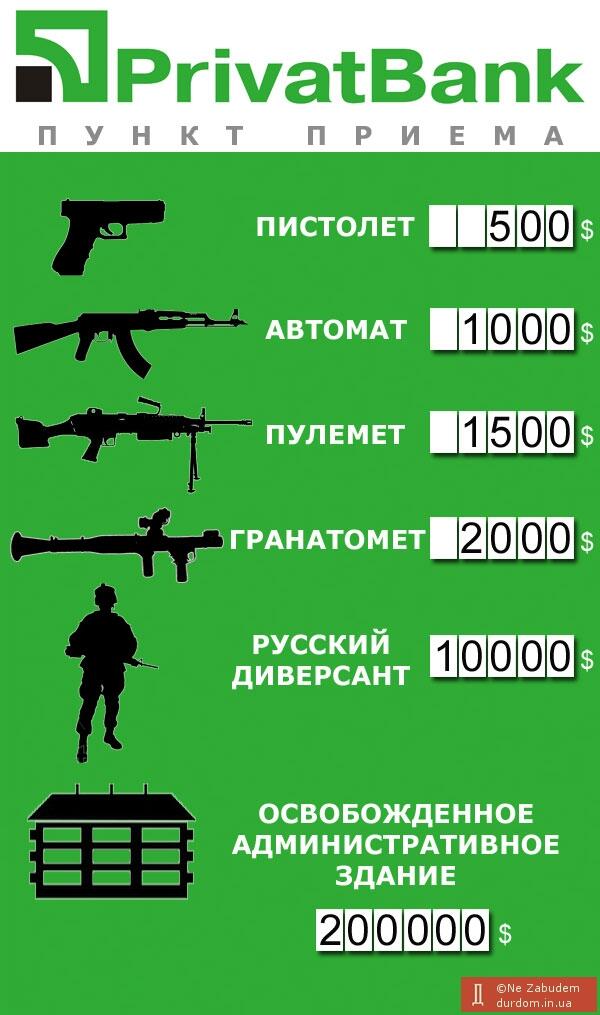 PrivatBank
ПУНКТ ПРИЕМА
ПИСТОЛЕТ 500 $
АВТОМАТ 1000 $
ПУЛЕМЕТ 1500 $
ГРАНАТОМЕТ 2000 $
РУССКИЙ
ДИВЕРСАНТ 10000 $
ОСВОБОЖДЕННОЕ
АДМИНИСТРАТИВНОЕ
ЗДАНИЕ
200000 $
Д ©Ne Zabudem
durdom.in.ua